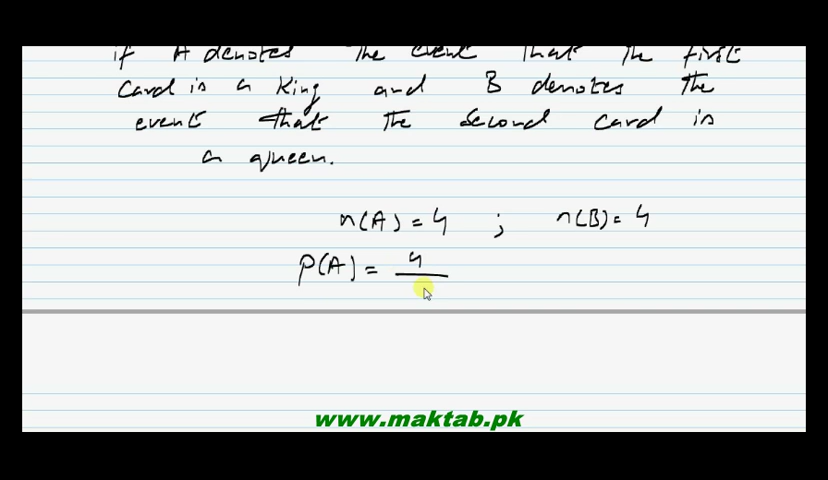 if A denotes the event that the first
card is a King and B denotes the
event that the second card is
a queen.
n(A) = 4 ; n(B) = 4
P(A) = 4
www.maktab.pk